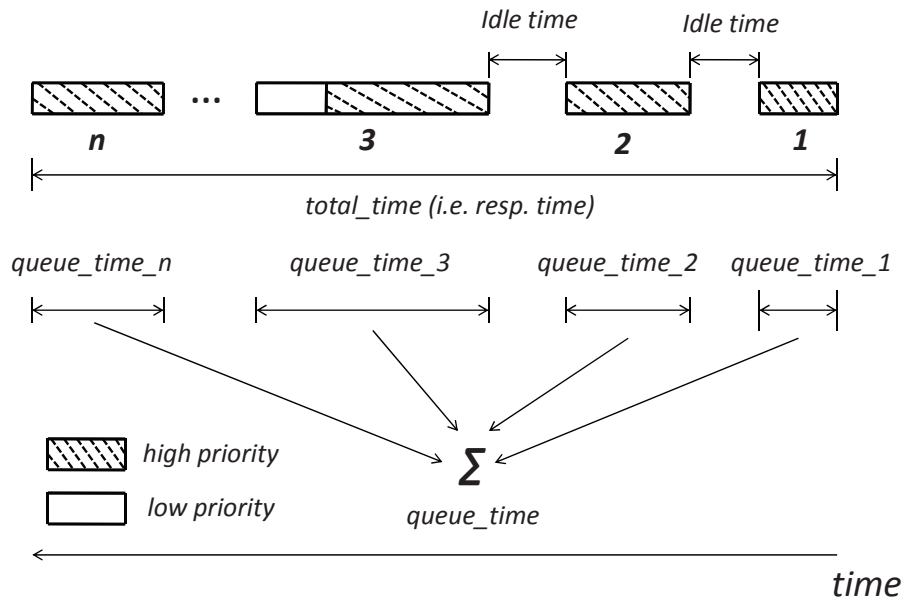 Idle time
Idle time
...
n
3
2
1
total_time (i.e. resp. time)
queue_time_n
queue_time_3
queue_time_2
queue_time_1
high priority
low priority
Σ
queue_time
time